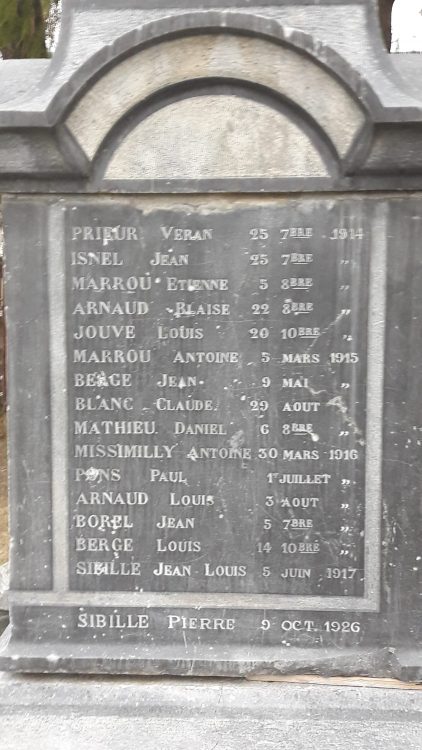 PRIEUR VERAN 25 7BRE 1914
ISNEL JEAN 25 7BRE „
MARROU ETIENNE 5 8BRE „
ARNAUD BLAISE 22 8BRE „
JOUVE LOUIS 20 10BRE „
MARROU ANTOINE 5 MARS 1915
BERGE JEAN 9 MAI „
BLANC CLAUDE 29 AOUT „
MATHIEU DANIEL 6 8BRE „
MISSIMILLY ANTOINE 30 MARS 1916
PONS PAUL 1ER JUILLET „
ARNAUD LOUIS 3 AOUT „
BOREL JEAN 5 7BRE „
BERGE LOUIS 14 10BRE „
SIBILLE JEAN LOUIS 5 JUIN 1917
SIBILLE PIERRE 9 OCT. 1926